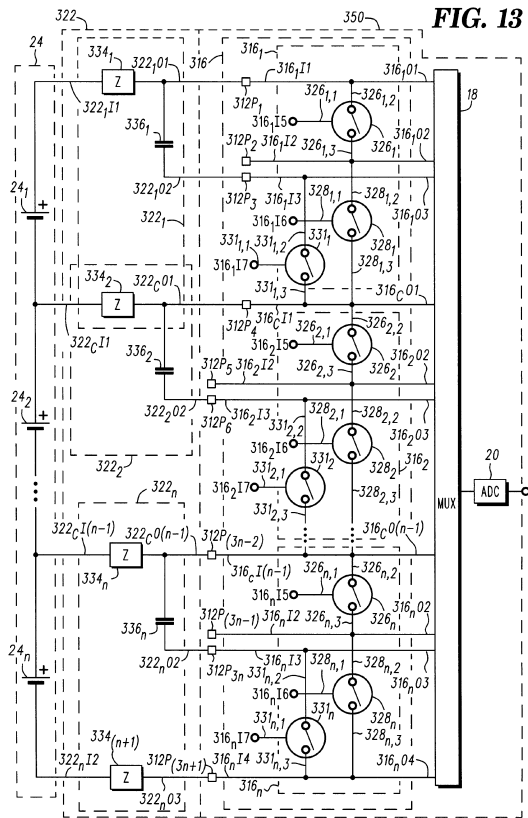 FIG. 13
24 322 350
334₁ 322₁01 316 316₁
Z 316₁I1 316₁01
322₁I1 312P₁ 326₁,₂ 18
336₁ 316₁I5 326₁,₁ 326₁
312P₂ 316₁I2 326₁,₃ 316₁02
24₁ 322₁02 312P₃ 316₁I3 316₁03
+ 322₁ 316₁I6 328₁,₁ 328₁,₂
331₁,₁ 331₁,₂ 331₁ 328₁
334₂ 322C01 316₁I7 328₁,₃
Z 331₁,₃ 316C01
322CI1 312P₄ 316CI1 326₂,₂
336₂ 316₂I5 326₂,₁ 326₂
312P₅ 316₂I2 326₂,₃ 316₂02
24₂ 322₂02 312P₆ 316₂I3 328₂,₁ 328₂,₂ 316₂03
+ 331₂,₂
316₂I6 328₂ 316₂ 20
322₂ 331₂,₁ 331₂
316₂I7 328₂,₃ MUX ADC
322ₙ 331₂,₃
322CI(n-1) 322C0(n-1) 312P(3n-2) 316C0(n-1)
Z 316CI(n-1) 326ₙ,₂
334ₙ 316ₙI5 326ₙ,₁ 326ₙ
336ₙ 312P(3n-1) 316ₙI2 326ₙ,₃ 316ₙ02
24ₙ 322ₙ02 312P3n 316ₙI3 328ₙ,₁ 328ₙ,₂ 316ₙ03
+ 331ₙ,₂
316ₙI6 328ₙ
331ₙ,₁ 331ₙ
334(n+1) 312P(3n+1) 316ₙI7 328ₙ,₃
322ₙI2 Z 316ₙI4 331ₙ,₃ 316ₙ04
322ₙ03 316ₙ